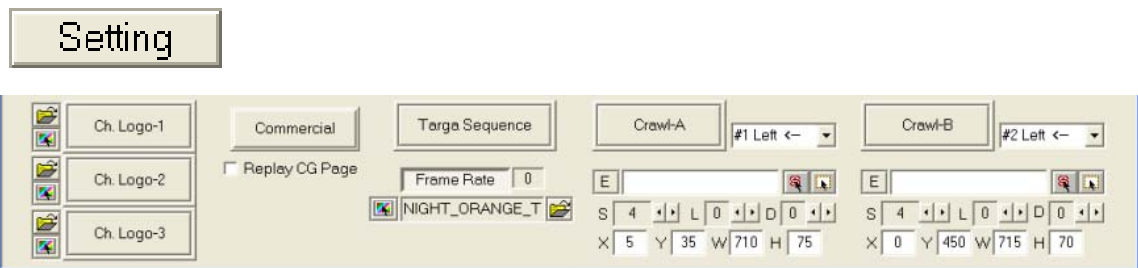 Setting
Ch. Logo-1
Ch. Logo-2
Ch. Logo-3
Commercial
Replay CG Page
Targa Sequence
Frame Rate 0
NIGHT_ORANGE_T
Crawl-A #1 Left <--
E
S 4 L 0 D 0
X 5 Y 35 W 710 H 75
Crawl-B #2 Left <--
E
S 4 L 0 D 0
X 0 Y 450 W 715 H 70